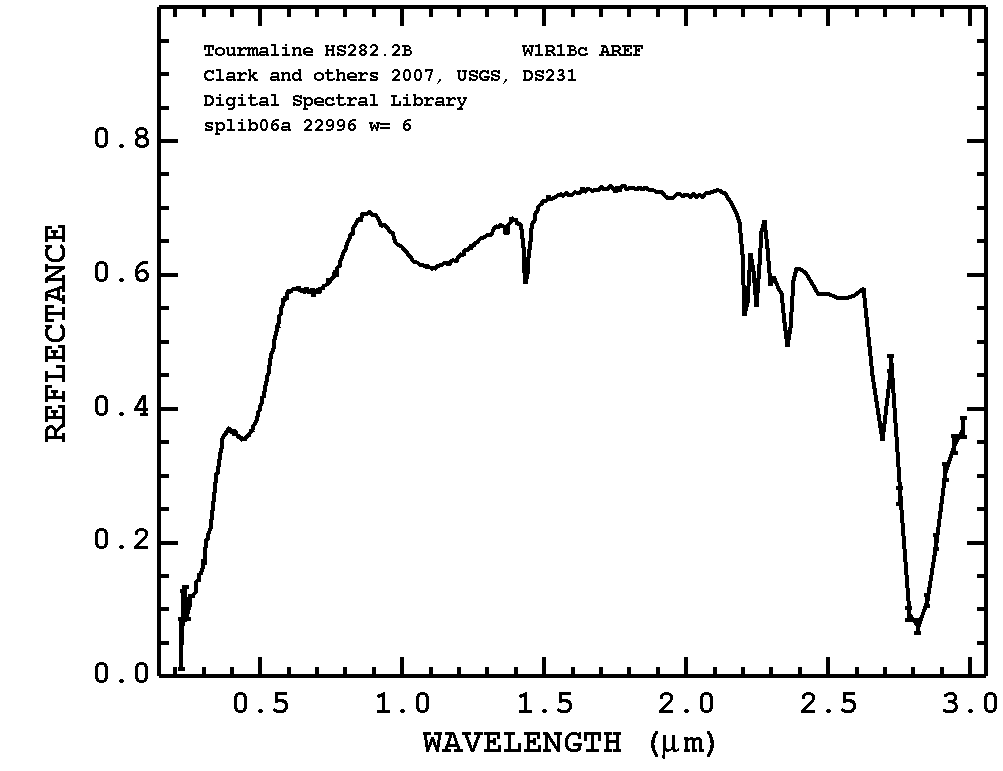 Tourmaline HS282.2B W1R1Bc AREF
Clark and others 2007, USGS, DS231
Digital Spectral Library
splib06a 22996 w= 6
0.8
0.6
0.4
0.2
0.0
REFLECTANCE
0.5 1.0 1.5 2.0 2.5 3.0
WAVELENGTH (μm)